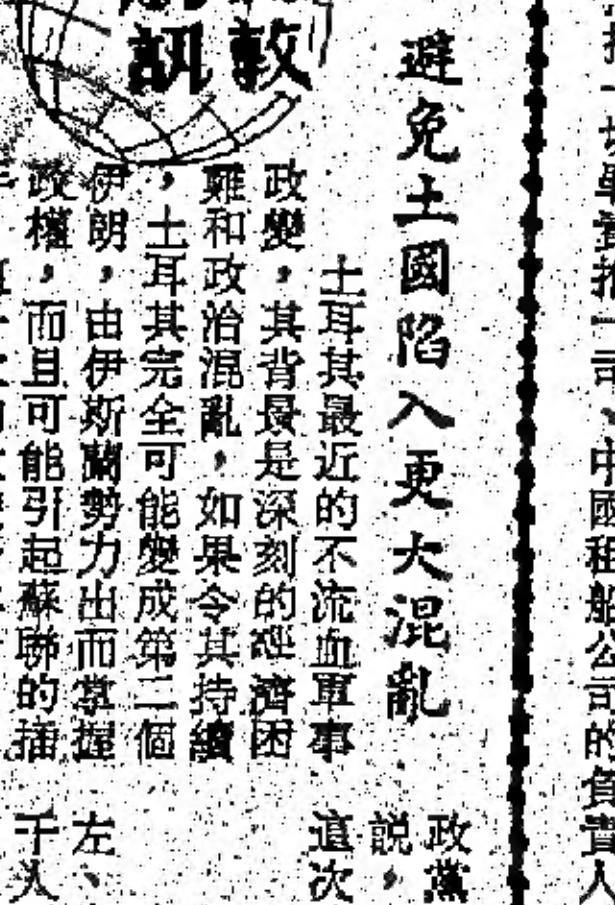 避免土國陷入更大混亂
土耳其最近的不流血軍事
政變，其背景是深刻的經濟困
難和政治混亂，如果令其持續
，土耳其完全可能變成第二個
伊朗，由伊斯蘭勢力出而掌握
政權，而且可能引起蘇聯的插
政黨
說，
這次
左、
千人
中國租船公司的負責人
敦
訊